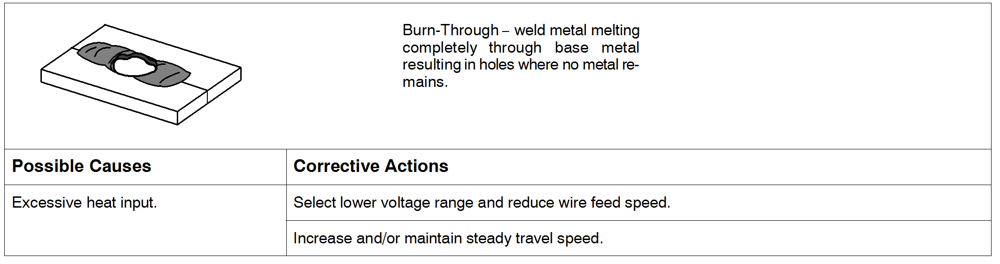 Burn-Through – weld metal melting
completely through base metal
resulting in holes where no metal re-
mains.
Possible Causes
Corrective Actions
Excessive heat input.
Select lower voltage range and reduce wire feed speed.
Increase and/or maintain steady travel speed.